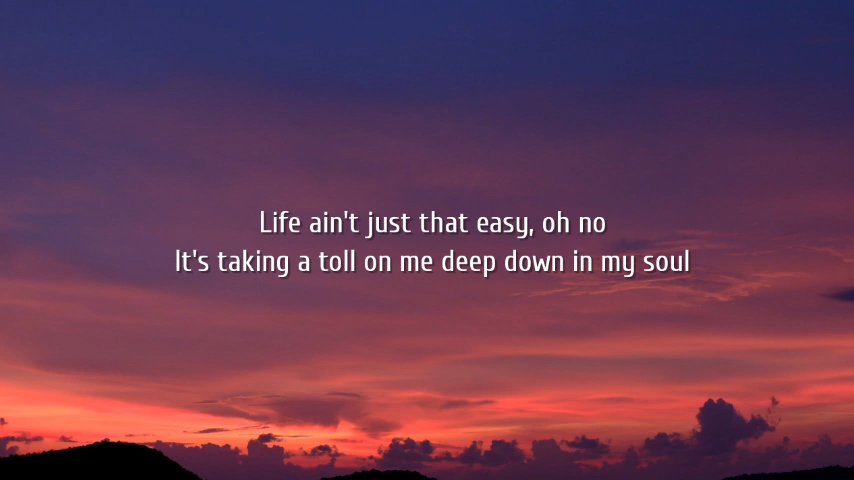 Life ain't just that easy, oh no
It's taking a toll on me deep down in my soul